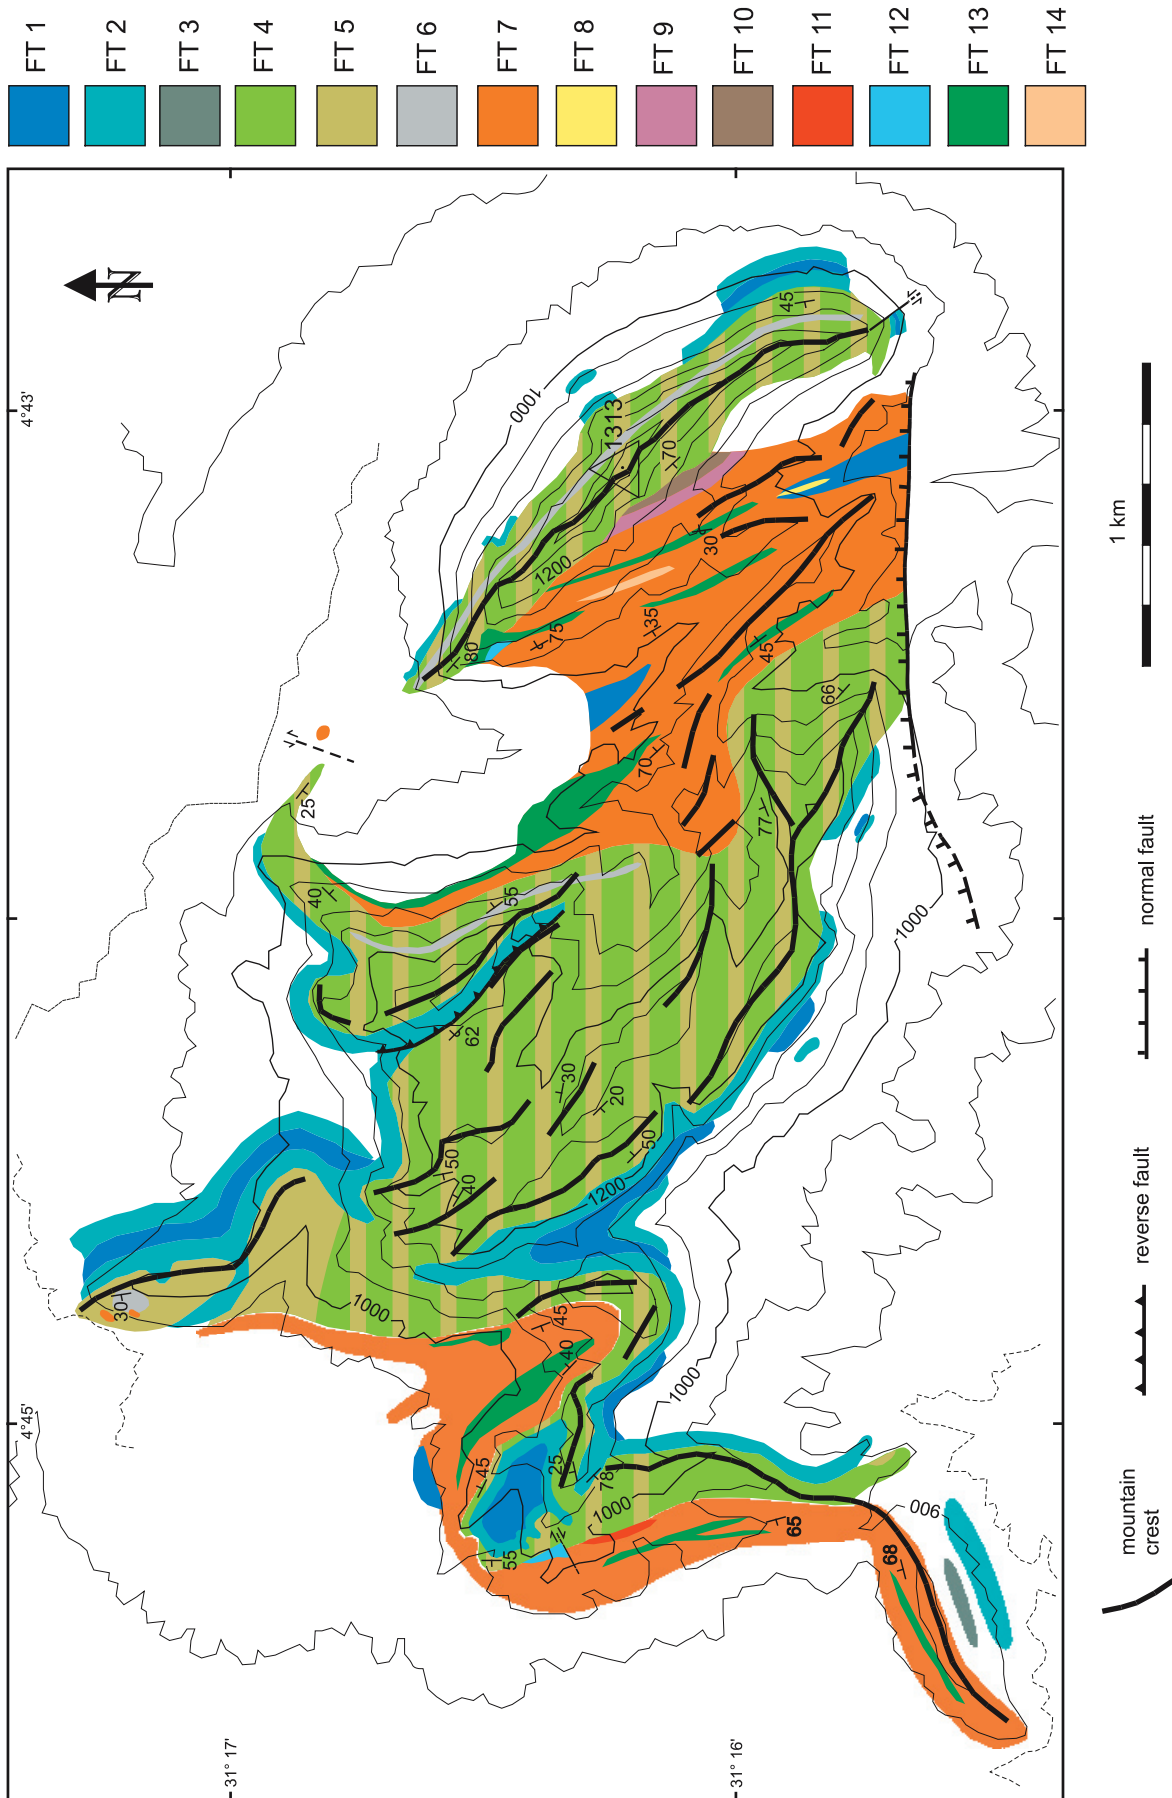 FT 1
FT 2
FT 3
FT 4
FT 5
FT 6
FT 7
FT 8
FT 9
FT 10
FT 11
FT 12
FT 13
FT 14
N
4°43'
4°45'
31° 17'
31° 16'
1000
1313
1200
45
70
80
75
30
35
45
66
70
77
25
40
55
62
30
20
50
50
40
1200
1000
30
1000
45
40
1000
45
25
78
1000
55
65
68
900
1000
1 km
mountain
crest
reverse fault
normal fault